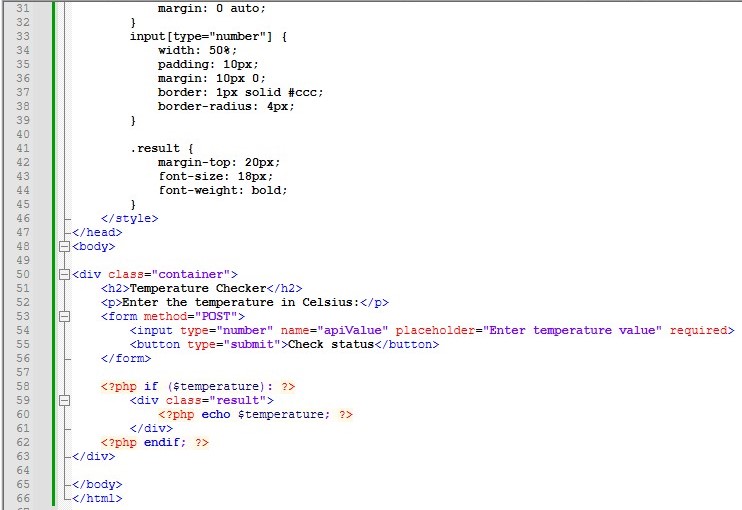 31 margin: 0 auto;
32 }
33 input[type="number"] {
34 width: 50%;
35 padding: 10px;
36 margin: 10px 0;
37 border: 1px solid #ccc;
38 border-radius: 4px;
39 }
40
41 .result {
42 margin-top: 20px;
43 font-size: 18px;
44 font-weight: bold;
45 }
46 </style>
47 </head>
48 <body>
49
50 <div class="container">
51 <h2>Temperature Checker</h2>
52 <p>Enter the temperature in Celsius:</p>
53 <form method="POST">
54 <input type="number" name="apiValue" placeholder="Enter temperature value" required>
55 <button type="submit">Check status</button>
56 </form>
57
58 <?php if ($temperature): ?>
59 <div class="result">
60 <?php echo $temperature; ?>
61 </div>
62 <?php endif; ?>
63 </div>
64
65 </body>
66 </html>